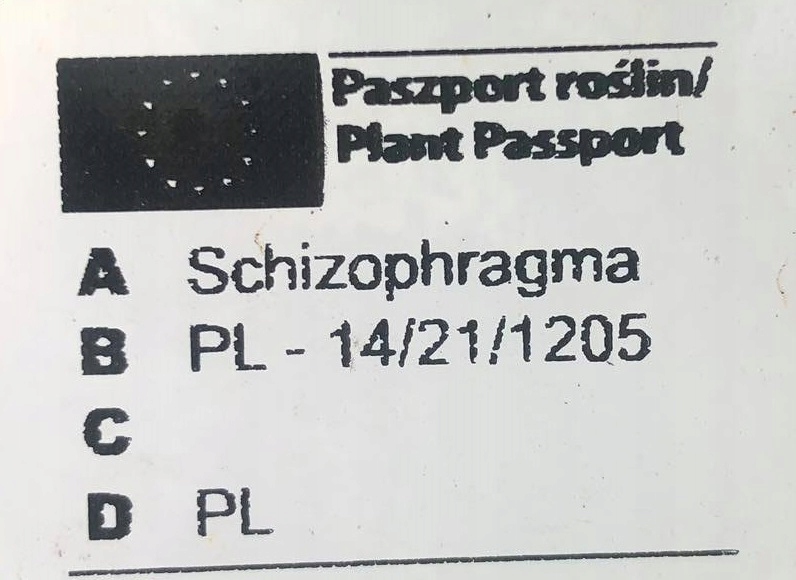 Paszport roślin/
Plant Passport
A Schizophragma
B PL - 14/21/1205
C
D PL